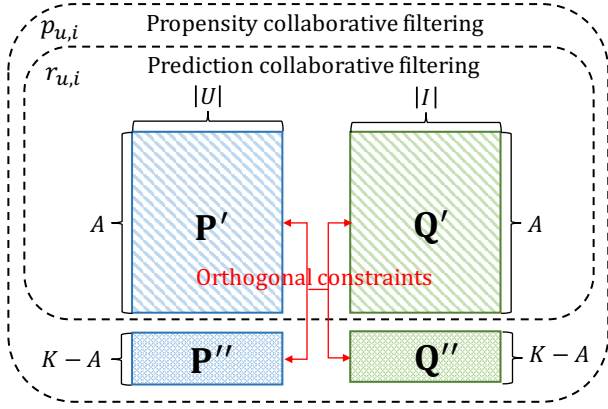 p_{u,i} Propensity collaborative filtering
r_{u,i} Prediction collaborative filtering
|U| |I|
A P′ Q′ A
Orthogonal constraints
K − A P′′ Q′′ K − A